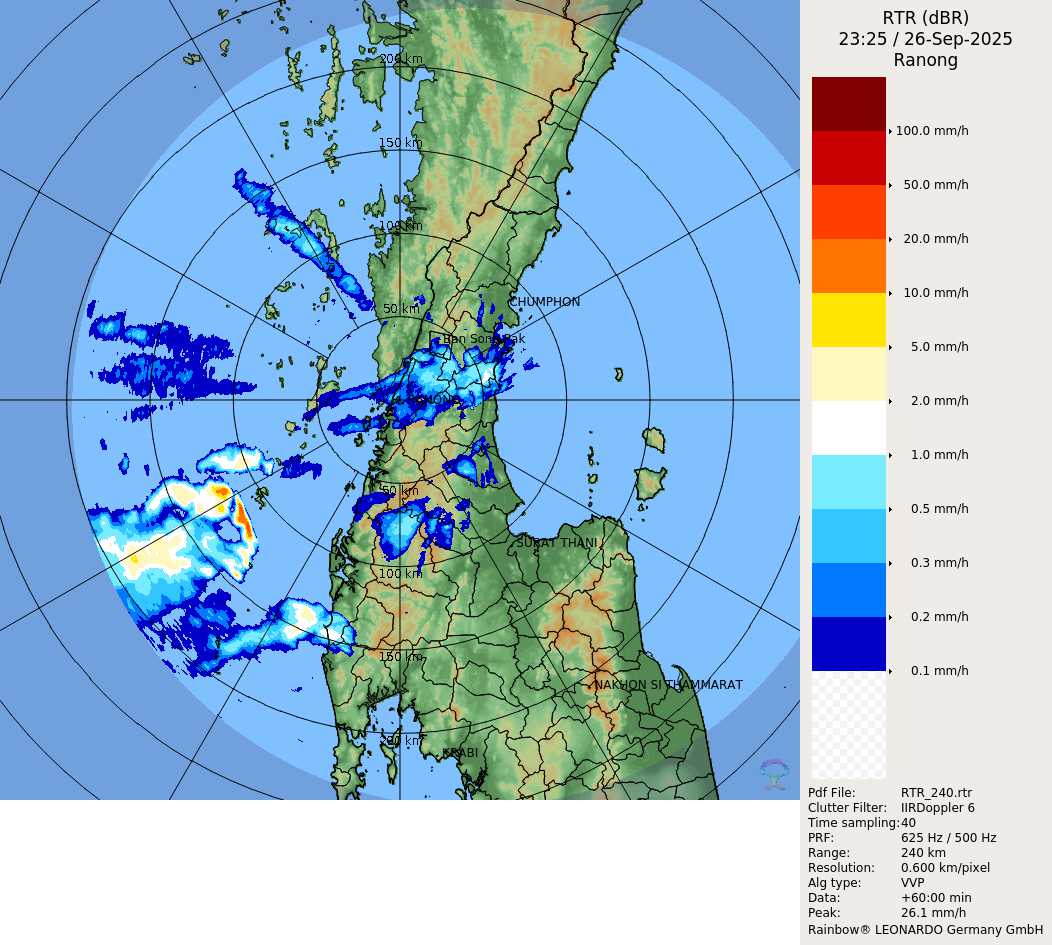 RTR (dBR)
23:25 / 26-Sep-2025
Ranong
100.0 mm/h
50.0 mm/h
20.0 mm/h
10.0 mm/h
5.0 mm/h
2.0 mm/h
1.0 mm/h
0.5 mm/h
0.3 mm/h
0.2 mm/h
0.1 mm/h
Pdf File: RTR_240.rtr
Clutter Filter: IIRDoppler 6
Time sampling:40
PRF: 625 Hz / 500 Hz
Range: 240 km
Resolution: 0.600 km/pixel
Alg type: VVP
Data: +60:00 min
Peak: 26.1 mm/h
Rainbow® LEONARDO Germany GmbH
200 km
150 km
100 km
50 km
CHUMPHON
50 km
SURAT THANI
100 km
150 km
NAKHON SI THAMMARAT
200 km
KRABI